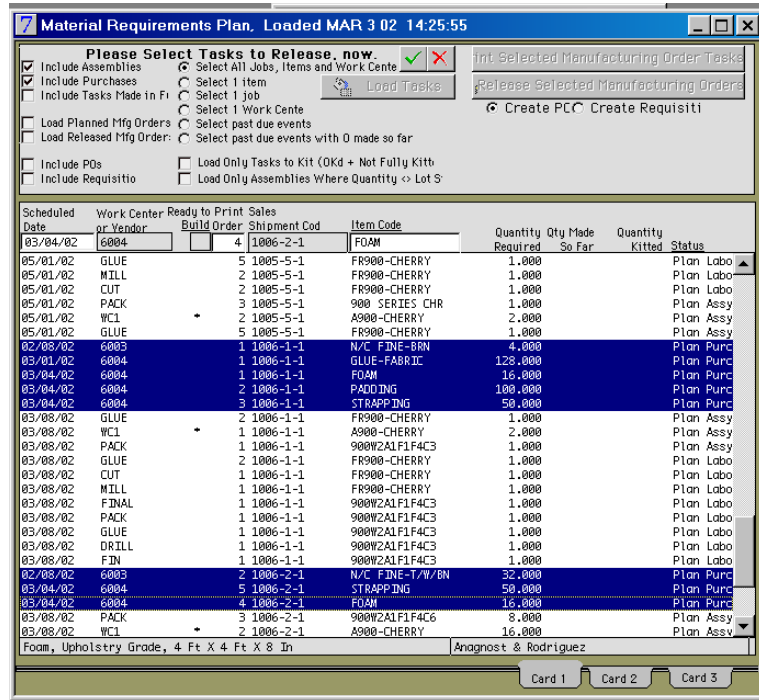 7 Material Requirements Plan, Loaded MAR 3 02 14:25:55
Please Select Tasks to Release, now.
Include Assemblies
Select All Jobs, Items and Work Cente
Include Purchases
Select 1 item
Include Tasks Made in
Select 1 job
Select 1 Work Cente
Load Planned Mfg Orders
Select past due events
Load Released Mfg Order
Select past due events with 0 made so far
Include POs
Load Only Tasks to Kit (OKd + Not Fully Kitt
Include Requisitio
Load Only Assemblies Where Quantity <> Lot S
Load Tasks
int Selected Manufacturing Order Tasks
Release Selected Manufacturing Orders
Create PO Create Requisiti
Scheduled Date Work Center or Vendor Ready to Build Print Order Sales Shipment Cod Item Code Quantity Required Qty Made So Far Quantity Kitted Status
03/04/02 6004 4 1006-2-1 FOAM
05/01/02 GLUE 5 1005-5-1 FR900-CHERRY 1.000 Plan Labo
05/01/02 MILL 2 1005-5-1 FR900-CHERRY 1.000 Plan Labo
05/01/02 CUT 2 1005-5-1 FR900-CHERRY 1.000 Plan Labo
05/01/02 PACK 3 1005-5-1 900 SERIES CHR 1.000 Plan Assy
05/01/02 WC1 * 2 1005-5-1 A900-CHERRY 2.000 Plan Assy
05/01/02 GLUE 5 1005-5-1 FR900-CHERRY 1.000 Plan Assy
02/08/02 6003 1 1006-1-1 N/C FINE-BRN 4.000 Plan Purc
03/01/02 6004 1 1006-1-1 GLUE-FABRIC 128.000 Plan Purc
03/04/02 6004 1 1006-1-1 FOAM 16.000 Plan Purc
03/04/02 6004 2 1006-1-1 PADDING 100.000 Plan Purc
03/04/02 6004 3 1006-1-1 STRAPPING 50.000 Plan Purc
03/08/02 GLUE 2 1006-1-1 FR900-CHERRY 1.000 Plan Assy
03/08/02 WC1 * 1 1006-1-1 A900-CHERRY 2.000 Plan Assy
03/08/02 PACK 1 1006-1-1 900W2A1F1F4C3 1.000 Plan Assy
03/08/02 GLUE 2 1006-1-1 FR900-CHERRY 1.000 Plan Labo
03/08/02 CUT 1 1006-1-1 FR900-CHERRY 1.000 Plan Labo
03/08/02 MILL 1 1006-1-1 FR900-CHERRY 1.000 Plan Labo
03/08/02 FINAL 1 1006-1-1 900W2A1F1F4C3 1.000 Plan Labo
03/08/02 PACK 1 1006-1-1 900W2A1F1F4C3 1.000 Plan Labo
03/08/02 GLUE 1 1006-1-1 900W2A1F1F4C3 1.000 Plan Labo
03/08/02 DRILL 1 1006-1-1 900W2A1F1F4C3 1.000 Plan Labo
03/08/02 FIN 1 1006-1-1 900W2A1F1F4C3 1.000 Plan Labo
02/08/02 6003 2 1006-2-1 N/C FINE-T/W/BN 32.000 Plan Purc
03/04/02 6004 5 1006-2-1 STRAPPING 50.000 Plan Purc
03/04/02 6004 4 1006-2-1 FOAM 16.000 Plan Purc
03/08/02 PACK 3 1006-2-1 900W2A1F1F4C6 8.000 Plan Assy
03/08/02 WC1 * 2 1006-2-1 A900-CHERRY 16.000 Plan Assy
Foam, Upholstry Grade, 4 Ft X 4 Ft X 8 In Anagnost & Rodriguez
Card 1 Card 2 Card 3